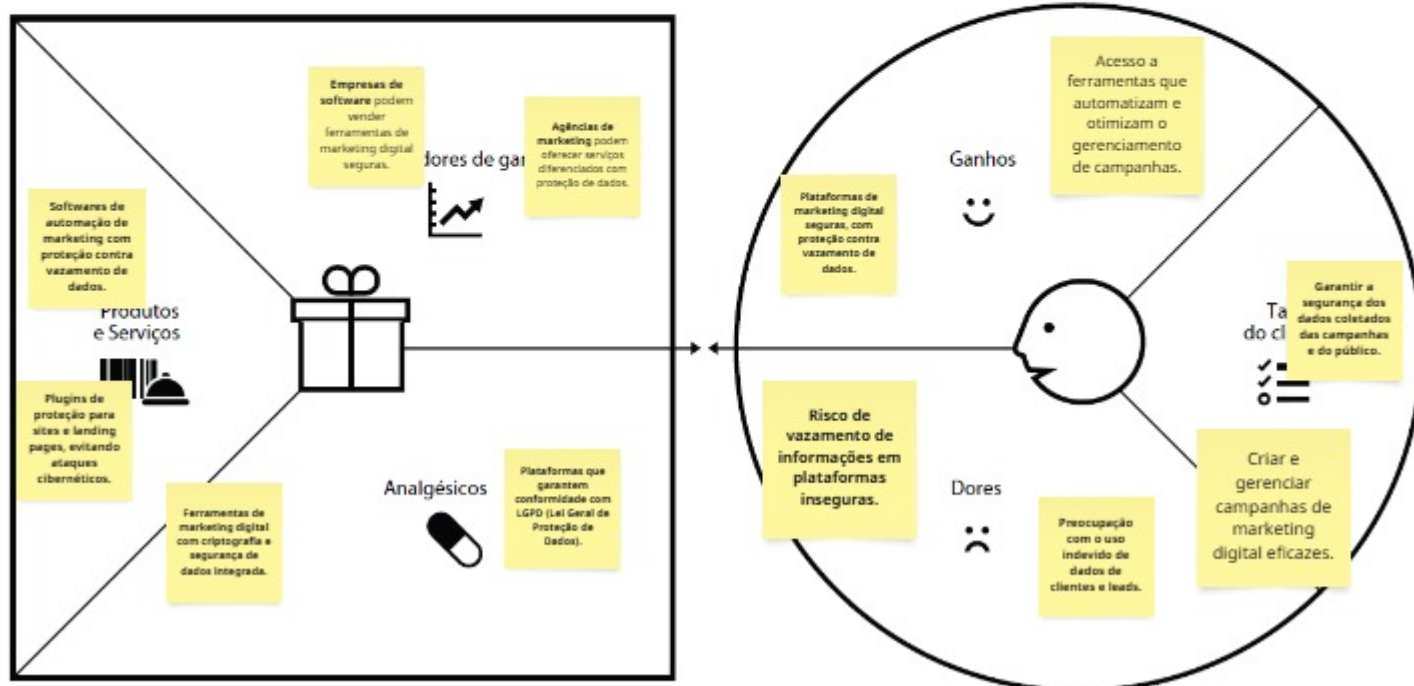 Empresas de
software podem
vender
ferramentas de
marketing digital
seguras.
dores de gar
Agências de
marketing podem
oferecer serviços
diferenciados com
proteção de dados.
Softwares de
automação de
marketing com
proteção contra
vazamento de
dados.
Produtos
e Serviços
Plugins de
proteção para
sites e landing
pages, evitando
ataques
cibernéticos.
Ferramentas de
marketing digital
com criptografia e
segurança de
dados integrada.
Analgésicos
Plataformas que
garantem
conformidade com
LGPD (Lei Geral de
Proteção de
Dados).
Ganhos
Acesso a
ferramentas que
automatizam e
otimizam o
gerenciamento
de campanhas.
Plataformas de
marketing digital
seguras, com
proteção contra
vazamento de
dados.
Ta
do cl
Garantir a
segurança dos
dados coletados
das campanhas
e do público.
Risco de
vazamento de
informações em
plataformas
inseguras.
Dores
Preocupação
com o uso
indevido de
dados de
clientes e leads.
Criar e
gerenciar
campanhas de
marketing
digital eficazes.